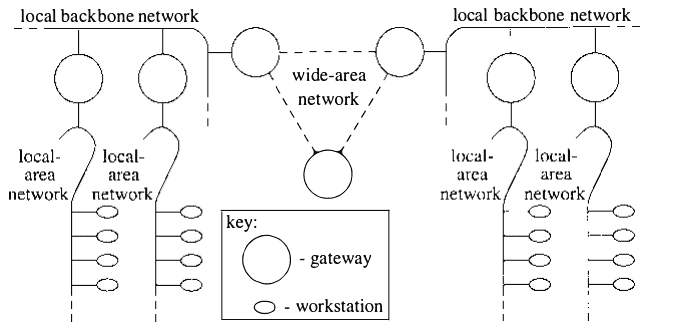 local backbone network
local backbone network
wide-area
network
local-
area
network
local-
area
network
local-
area
network
local-
area
network
key:
- gateway
- workstation